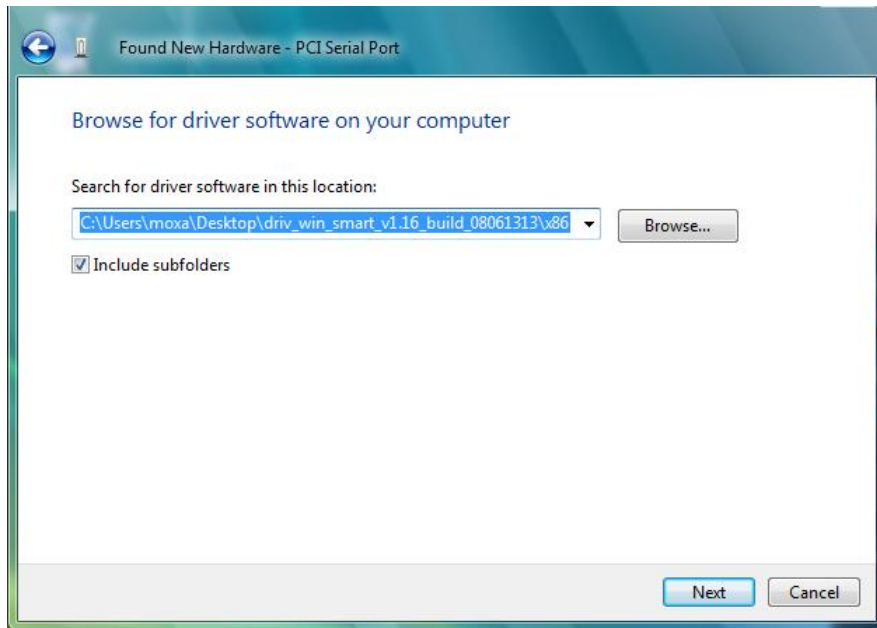 Found New Hardware - PCI Serial Port
Browse for driver software on your computer
Search for driver software in this location:
C:\Users\moxa\Desktop\driv_win_smart_v1.16_build_08061313\x86
Browse...
Include subfolders
Next
Cancel